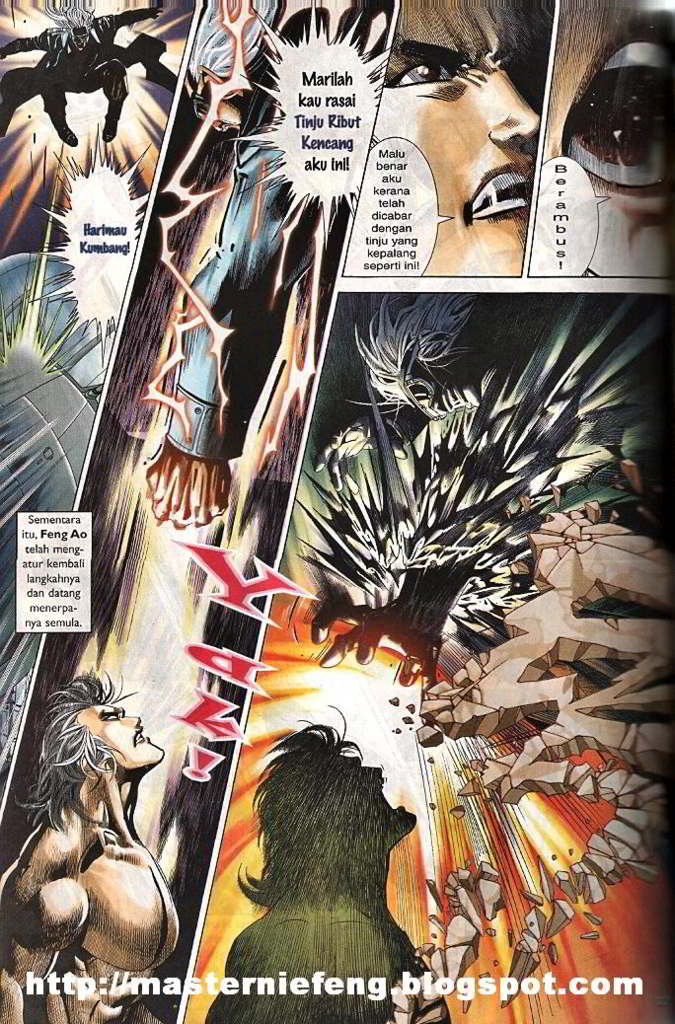 Harimau
Kumbang!
Marilah
kau rasai
Tinju Ribut
Kencang
aku ini!
Malu
benar
aku
kerana
telah
dicabar
dengan
tinju yang
kepalang
seperti ini!
Berambus!
Sementara
itu, Feng Ao
telah meng-
atur kembali
langkahnya
dan datang
menerpa-
nya semula.
YAZ!
http://masterniefeng.blogspot.com